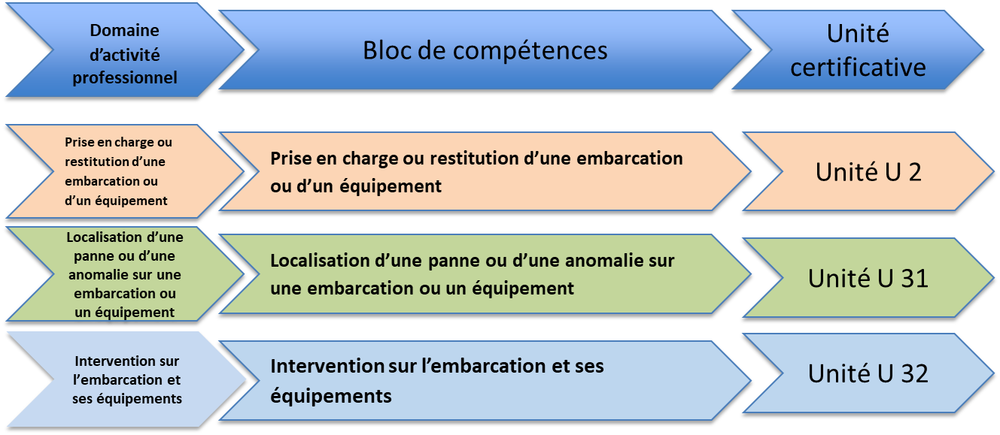 Domaine
d’activité
professionnel
Bloc de compétences
Unité
certificative
Prise en charge ou
restitution d’une
embarcation ou
d’un équipement
Prise en charge ou restitution d’une embarcation
ou d’un équipement
Unité U 2
Localisation d’une
panne ou d’une
anomalie sur une
embarcation ou
un équipement
Localisation d’une panne ou d’une anomalie sur
une embarcation ou un équipement
Unité U 31
Intervention sur
l’embarcation et
ses équipements
Intervention sur l’embarcation et ses
équipements
Unité U 32